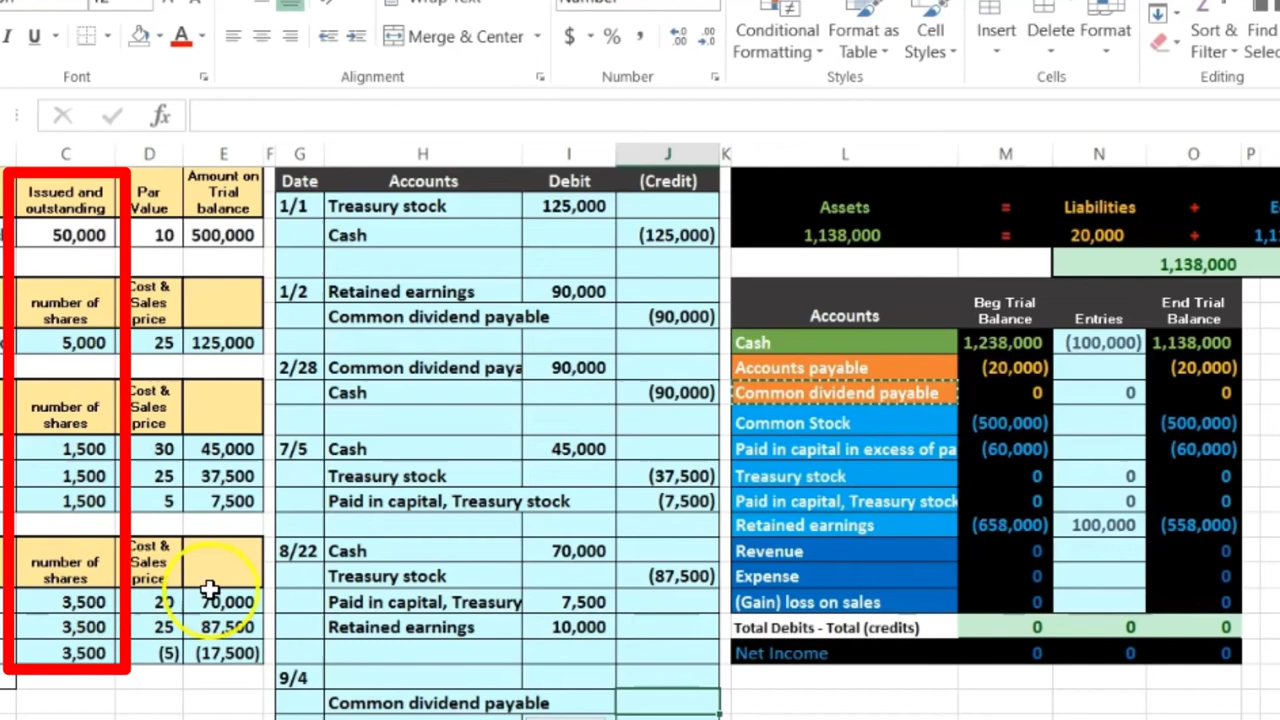 Number
Wrap Text
I U A Merge & Center $ % , Conditional Formatting Format as Table Cell Styles Insert Delete Format Sort & Filter Find
Font Alignment Number Styles Cells Editing
fx
C D E F G H I J K L M N O P
Issued and outstanding Par Value Amount on Trial balance Date Accounts Debit (Credit)
1/1 Treasury stock 125,000 Assets = Liabilities +
50,000 10 500,000 Cash (125,000) 1,138,000 = 20,000 +
1,138,000
number of shares Cost & Sales price 1/2 Retained earnings 90,000 Accounts Beg Trial Balance Entries End Trial Balance
Common dividend payable (90,000)
5,000 25 125,000 Cash 1,238,000 (100,000) 1,138,000
2/28 Common dividend paya 90,000 Accounts payable (20,000) (20,000)
number of shares Cost & Sales price Cash (90,000) Common dividend payable 0 0 0
Common Stock (500,000) (500,000)
1,500 30 45,000 7/5 Cash 45,000 Paid in capital in excess of pa (60,000) (60,000)
1,500 25 37,500 Treasury stock (37,500) Treasury stock 0 0 0
1,500 5 7,500 Paid in capital, Treasury stock (7,500) Paid in capital, Treasury stock 0 0 0
Retained earnings (658,000) 100,000 (558,000)
number of shares Cost & Sales price 8/22 Cash 70,000 Revenue 0 0
Treasury stock (87,500) Expense 0 0
3,500 20 70,000 Paid in capital, Treasury 7,500 (Gain) loss on sales 0 0
3,500 25 87,500 Retained earnings 10,000 Total Debits - Total (credits) 0 0 0
3,500 (5) (17,500) Net Income 0 0 0
9/4
Common dividend payable